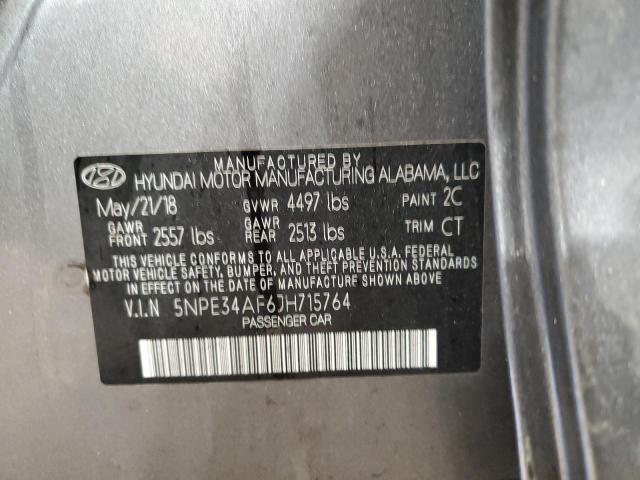 MANUFACTURED BY
HYUNDAI MOTOR MANUFACTURING ALABAMA, LLC
May/21/18 GVWR 4497 lbs PAINT 2C
GAWR FRONT 2557 lbs GAWR REAR 2513 lbs TRIM CT
THIS VEHICLE CONFORMS TO ALL APPLICABLE U.S.A. FEDERAL
MOTOR VEHICLE SAFETY, BUMPER, AND THEFT PREVENTION STANDARDS
IN EFFECT ON THE DATE OF MANUFACTURE SHOWN ABOVE.
V.I.N 5NPE34AF6JH715764
PASSENGER CAR